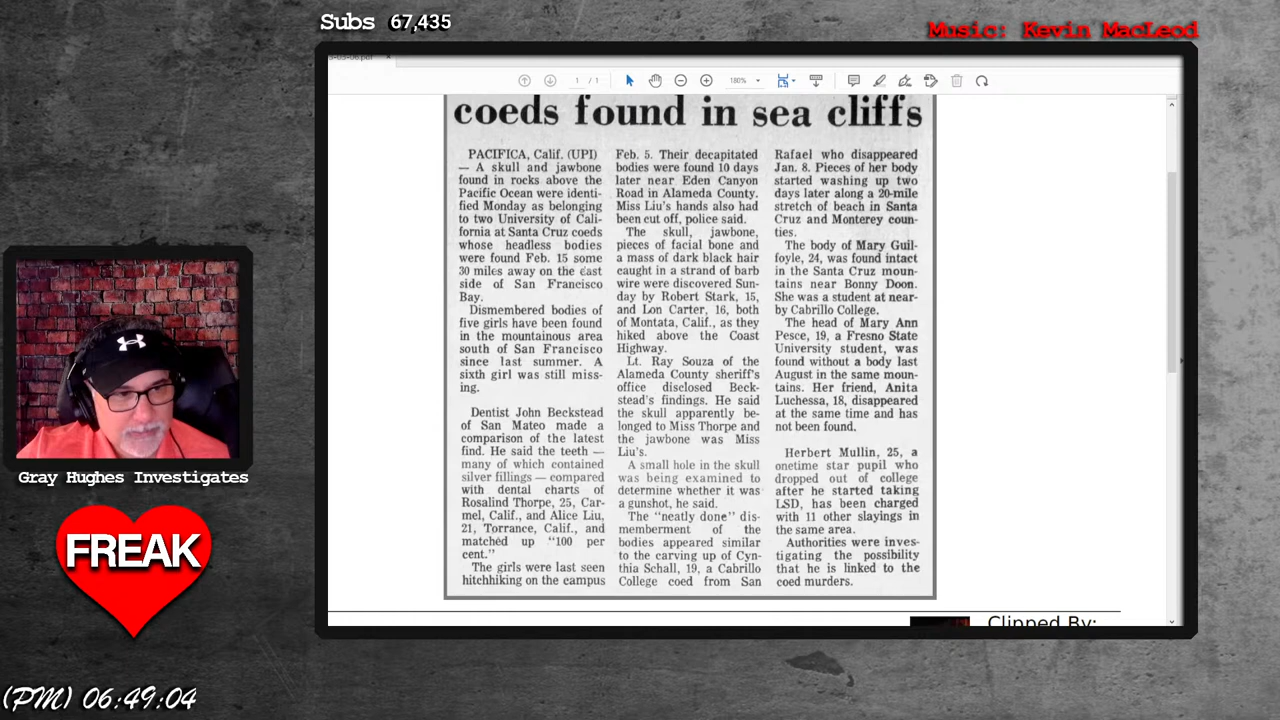 Subs 67,435
Music: Kevin MacLeod
5-03-06.pdf
1 / 1
180%
coeds found in sea cliffs
PACIFICA, Calif. (UPI)
— A skull and jawbone
found in rocks above the
Pacific Ocean were identi-
fied Monday as belonging
to two University of Cali-
fornia at Santa Cruz coeds
whose headless bodies
were found Feb. 15 some
30 miles away on the east
side of San Francisco
Bay.
Dismembered bodies of
five girls have been found
in the mountainous area
south of San Francisco
since last summer. A
sixth girl was still miss-
ing.
Dentist John Beckstead
of San Mateo made a
comparison of the latest
find. He said the teeth —
many of which contained
silver fillings — compared
with dental charts of
Rosalind Thorpe, 25, Car-
mel, Calif., and Alice Liu,
21, Torrance, Calif., and
matched up "100 per
cent."
The girls were last seen
hitchhiking on the campus
Feb. 5. Their decapitated
bodies were found 10 days
later near Eden Canyon
Road in Alameda County.
Miss Liu's hands also had
been cut off, police said.
The skull, jawbone,
pieces of facial bone and
a mass of dark black hair
caught in a strand of barb
wire were discovered Sun-
day by Robert Stark, 15,
and Lon Carter, 16, both
of Montata, Calif., as they
hiked above the Coast
Highway.
Lt. Ray Souza of the
Alameda County sheriff's
office disclosed Beck-
stead's findings. He said
the skull apparently be-
longed to Miss Thorpe and
the jawbone was Miss
Liu's.
A small hole in the skull
was being examined to
determine whether it was
a gunshot, he said.
The "neatly done" dis-
memberment of the
bodies appeared similar
to the carving up of Cyn-
thia Schall, 19, a Cabrillo
College coed from San
Rafael who disappeared
Jan. 8. Pieces of her body
started washing up two
days later along a 20-mile
stretch of beach in Santa
Cruz and Monterey coun-
ties.
The body of Mary Guil-
foyle, 24, was found intact
in the Santa Cruz moun-
tains near Bonny Doon.
She was a student at near-
by Cabrillo College.
The head of Mary Ann
Pesce, 19, a Fresno State
University student, was
found without a body last
August in the same moun-
tains. Her friend, Anita
Luchessa, 18, disappeared
at the same time and has
not been found.
Herbert Mullin, 25, a
onetime star pupil who
dropped out of college
after he started taking
LSD, has been charged
with 11 other slayings in
the same area.
Authorities were inves-
tigating the possibility
that he is linked to the
coed murders.
Clipped By:
Gray Hughes Investigates
FREAK
(PM) 06:49:04